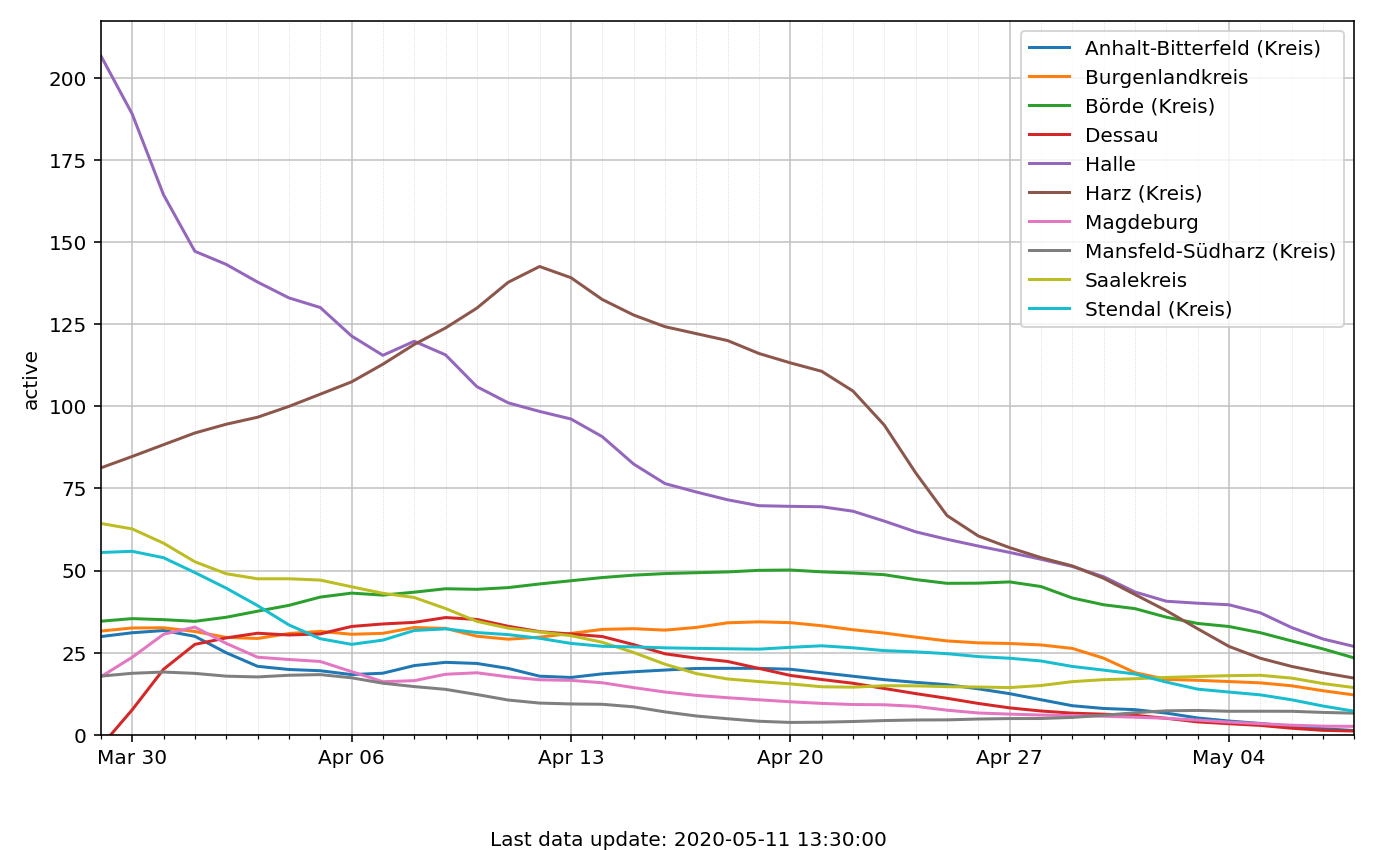 200
175
150
125
100
75
50
25
0
active
Mar 30
Apr 06
Apr 13
Apr 20
Apr 27
May 04
Anhalt-Bitterfeld (Kreis)
Burgenlandkreis
Börde (Kreis)
Dessau
Halle
Harz (Kreis)
Magdeburg
Mansfeld-Südharz (Kreis)
Saalekreis
Stendal (Kreis)
Last data update: 2020-05-11 13:30:00